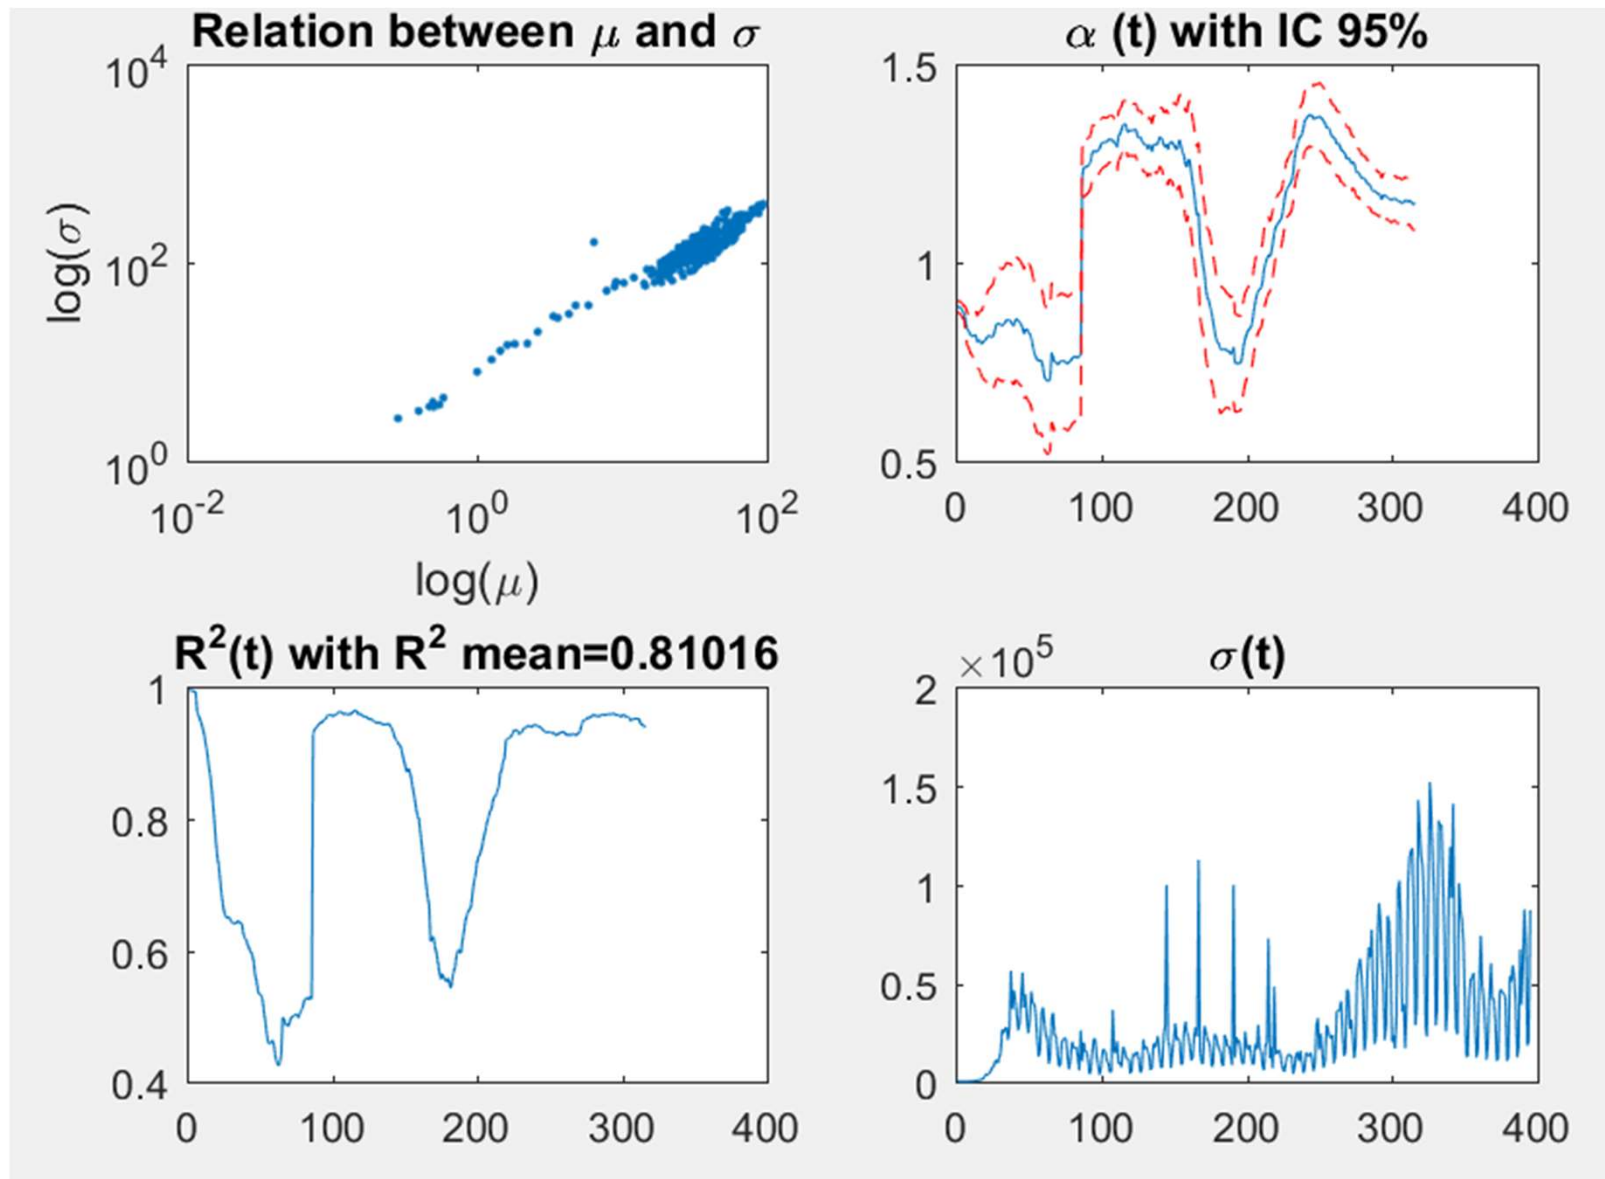 Relation between μ and σ
10^4
10^2
10^0
log(σ)
10^-2 10^0 10^2
log(μ)
α (t) with IC 95%
1.5
1
0.5
0 100 200 300 400
R^2(t) with R^2 mean=0.81016
1
0.8
0.6
0.4
0 100 200 300 400
×10^5 σ(t)
2
1.5
1
0.5
0
0 100 200 300 400